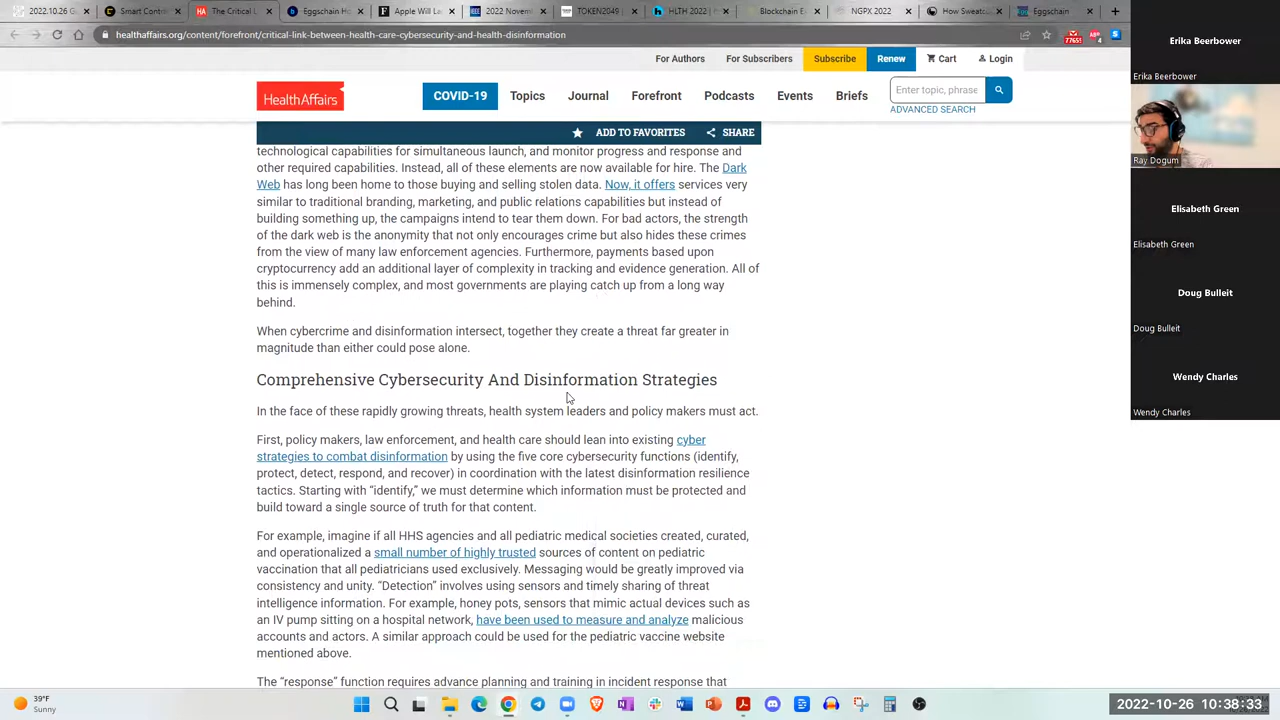 2022.10.26 G
Smart Contr
The Critical
Eggschain Ho
Apple Will La
2022 Novem
TOKEN2049
HLTH 2022
Blockchain E
NGPX 2022
How Sweat
Eggschain
healthaffairs.org/content/forefront/critical-link-between-health-care-cybersecurity-and-health-disinformation
For Authors
For Subscribers
Subscribe
Renew
Cart
Login
HealthAffairs
COVID-19
Topics
Journal
Forefront
Podcasts
Events
Briefs
Enter topic, phrase
ADVANCED SEARCH
ADD TO FAVORITES
SHARE
technological capabilities for simultaneous launch, and monitor progress and response and
other required capabilities. Instead, all of these elements are now available for hire. The Dark
Web has long been home to those buying and selling stolen data. Now, it offers services very
similar to traditional branding, marketing, and public relations capabilities but instead of
building something up, the campaigns intend to tear them down. For bad actors, the strength
of the dark web is the anonymity that not only encourages crime but also hides these crimes
from the view of many law enforcement agencies. Furthermore, payments based upon
cryptocurrency add an additional layer of complexity in tracking and evidence generation. All of
this is immensely complex, and most governments are playing catch up from a long way
behind.
When cybercrime and disinformation intersect, together they create a threat far greater in
magnitude than either could pose alone.
Comprehensive Cybersecurity And Disinformation Strategies
In the face of these rapidly growing threats, health system leaders and policy makers must act.
First, policy makers, law enforcement, and health care should lean into existing cyber
strategies to combat disinformation by using the five core cybersecurity functions (identify,
protect, detect, respond, and recover) in coordination with the latest disinformation resilience
tactics. Starting with “identify,” we must determine which information must be protected and
build toward a single source of truth for that content.
For example, imagine if all HHS agencies and all pediatric medical societies created, curated,
and operationalized a small number of highly trusted sources of content on pediatric
vaccination that all pediatricians used exclusively. Messaging would be greatly improved via
consistency and unity. “Detection” involves using sensors and timely sharing of threat
intelligence information. For example, honey pots, sensors that mimic actual devices such as
an IV pump sitting on a hospital network, have been used to measure and analyze malicious
accounts and actors. A similar approach could be used for the pediatric vaccine website
mentioned above.
The “response” function requires advance planning and training in incident response that
Erika Beerbower
Erika Beerbower
Ray Dogum
Elisabeth Green
Elisabeth Green
Doug Bulleit
Doug Bulleit
Wendy Charles
Wendy Charles
39°F
Sunny
2022-10-26 10:38:33